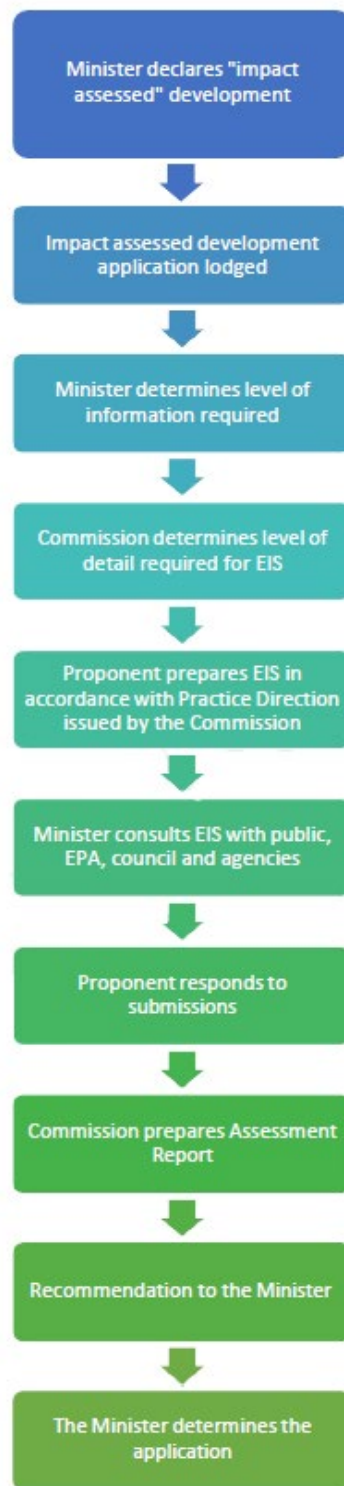 Minister declares "impact
assessed" development
Impact assessed development
application lodged
Minister determines level of
information required
Commission determines level of
detail required for EIS
Proponent prepares EIS in
accordance with Practice Direction
issued by the Commission
Minister consults EIS with public,
EPA, council and agencies
Proponent responds to
submissions
Commission prepares Assessment
Report
Recommendation to the Minister
The Minister determines the
application